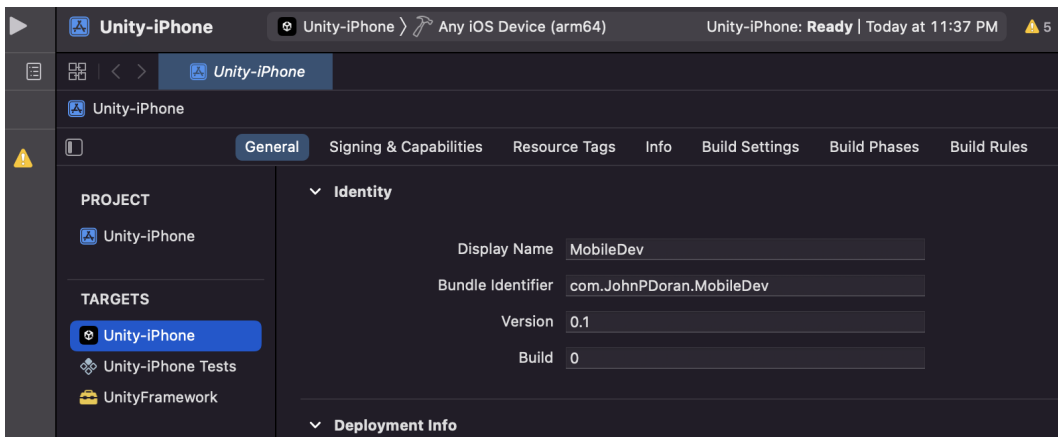 Unity-iPhone
Unity-iPhone 〉 Any iOS Device (arm64)
Unity-iPhone: Ready | Today at 11:37 PM
5
Unity-iPhone
Unity-iPhone
General
Signing & Capabilities
Resource Tags
Info
Build Settings
Build Phases
Build Rules
PROJECT
Unity-iPhone
TARGETS
Unity-iPhone
Unity-iPhone Tests
UnityFramework
Identity
Display Name MobileDev
Bundle Identifier com.JohnPDoran.MobileDev
Version 0.1
Build 0
Deployment Info